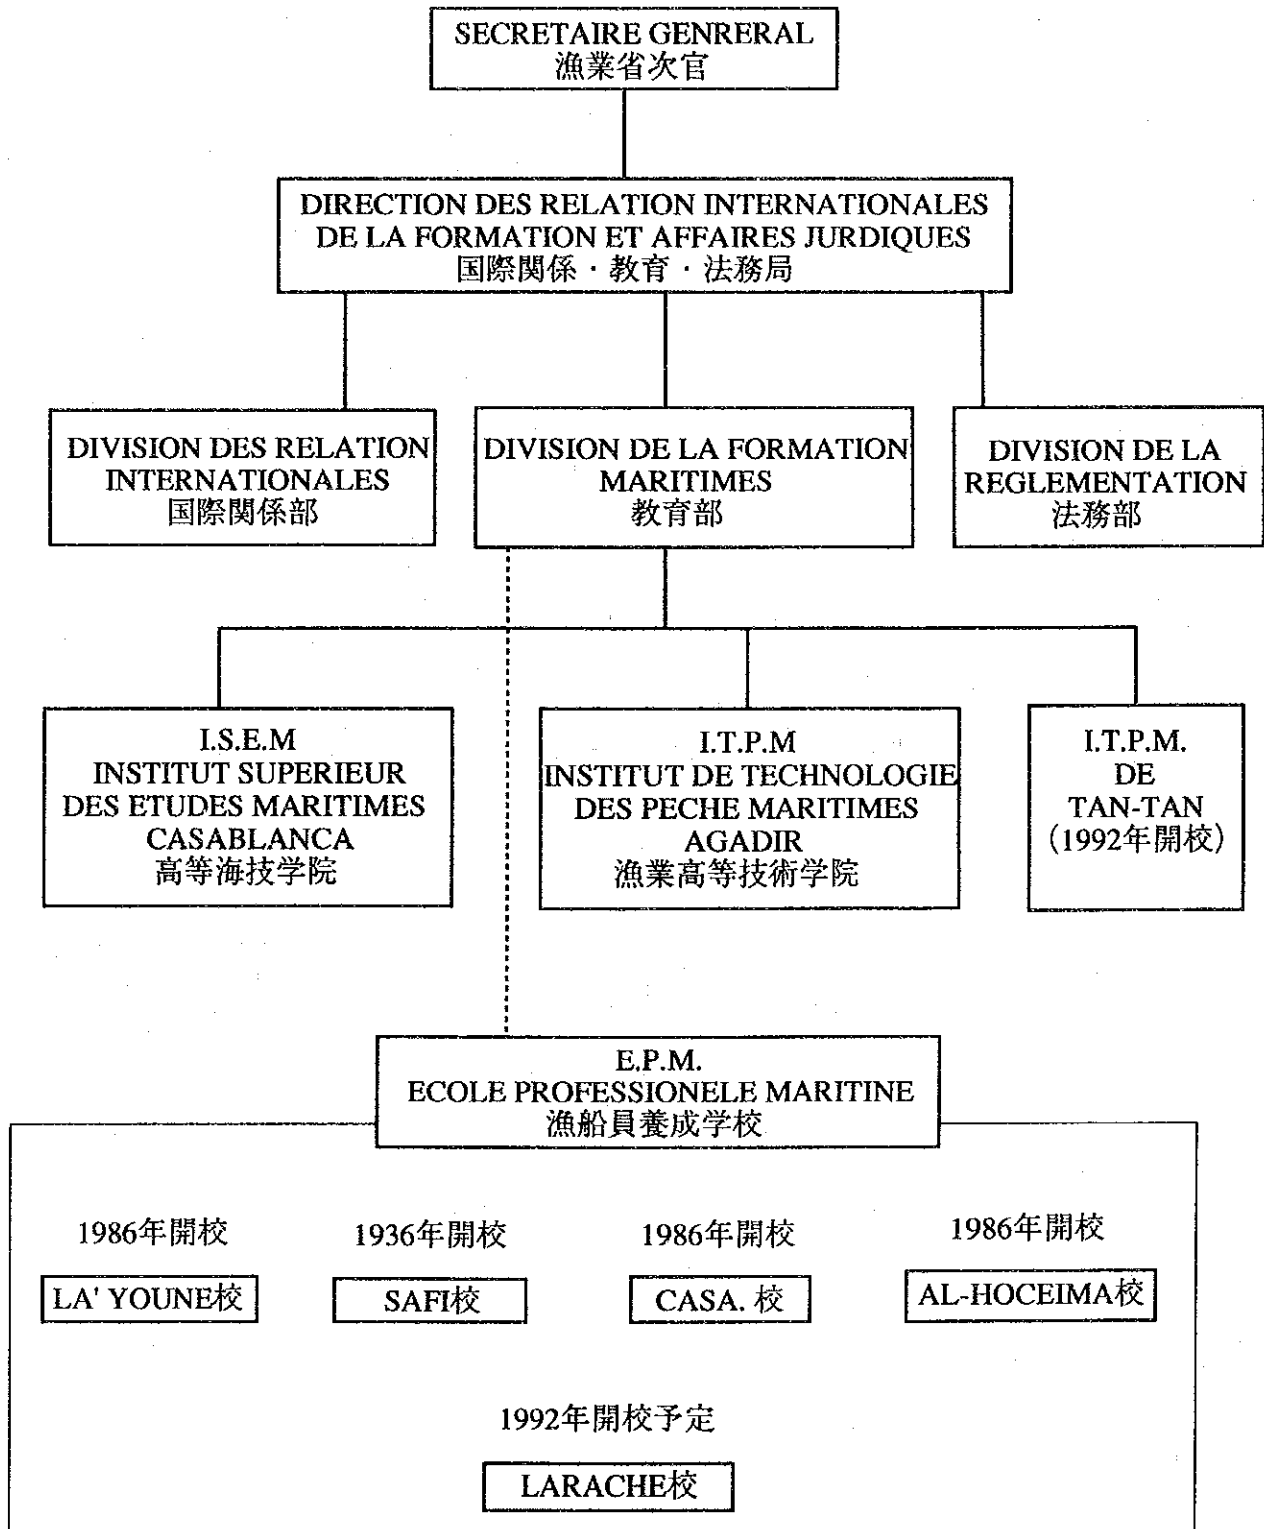 SECRETAIRE GENRERAL
漁業省次官
DIRECTION DES RELATION INTERNATIONALES
DE LA FORMATION ET AFFAIRES JURDIQUES
国際関係・教育・法務局
DIVISION DES RELATION
INTERNATIONALES
国際関係部
DIVISION DE LA FORMATION
MARITIMES
教育部
DIVISION DE LA
REGLEMENTATION
法務部
I.S.E.M
INSTITUT SUPERIEUR
DES ETUDES MARITIMES
CASABLANCA
高等海技学院
I.T.P.M
INSTITUT DE TECHNOLOGIE
DES PECHE MARITIMES
AGADIR
漁業高等技術学院
I.T.P.M.
DE
TAN-TAN
(1992年開校)
E.P.M.
ECOLE PROFESSIONELE MARITINE
漁船員養成学校
1986年開校
LA' YOUNE校
1936年開校
SAFI校
1986年開校
CASA. 校
1986年開校
AL-HOCEIMA校
1992年開校予定
LARACHE校